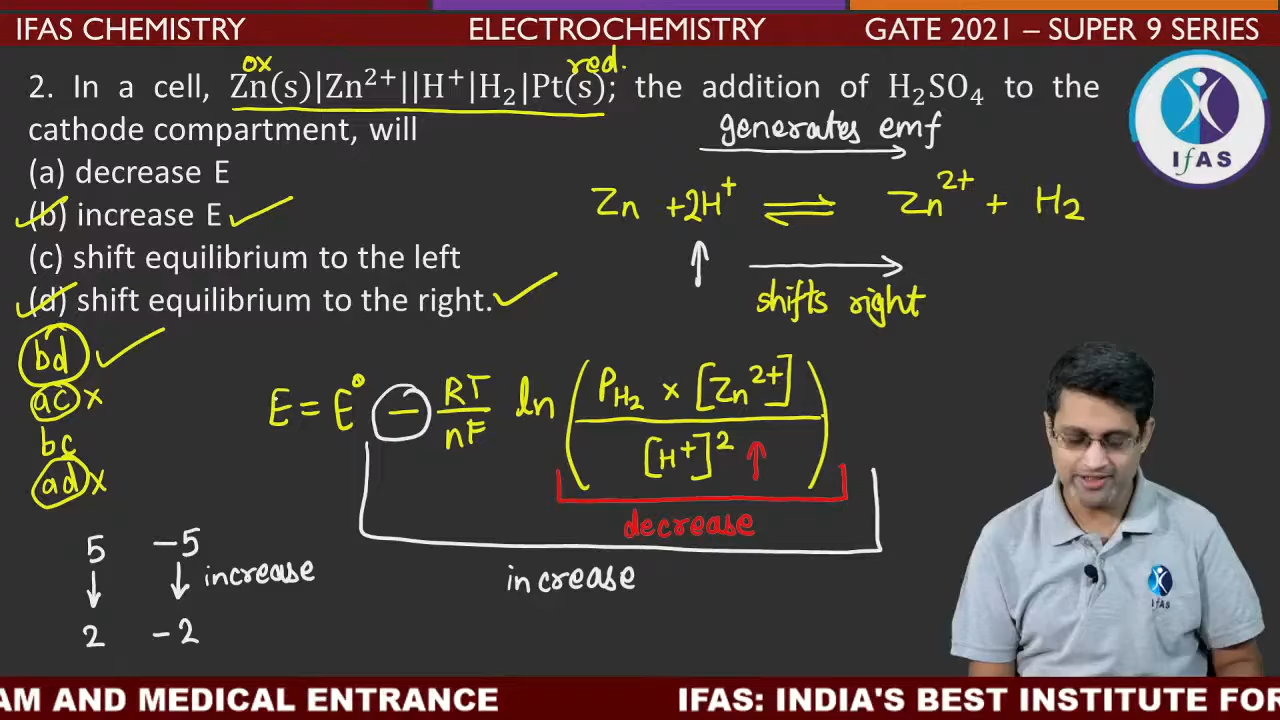 IFAS CHEMISTRY ELECTROCHEMISTRY GATE 2021 – SUPER 9 SERIES
ox red.
2. In a cell, Zn(s)|Zn²⁺||H⁺|H₂|Pt(s); the addition of H₂SO₄ to the
cathode compartment, will
generates emf
(a) decrease E
Zn + 2H⁺ ⇌ Zn²⁺ + H₂
(b) increase E ✓
(c) shift equilibrium to the left
(d) shift equilibrium to the right. ✓
shifts right
bd ✓
ac x
bc
ad x
E = E° − RT/nF ln (P_H₂ × [Zn²⁺] / [H⁺]² ↑)
decrease
increase
5 −5
↓ ↓ increase
2 −2
IfAS
IfAS
AM AND MEDICAL ENTRANCE IFAS: INDIA'S BEST INSTITUTE FOR